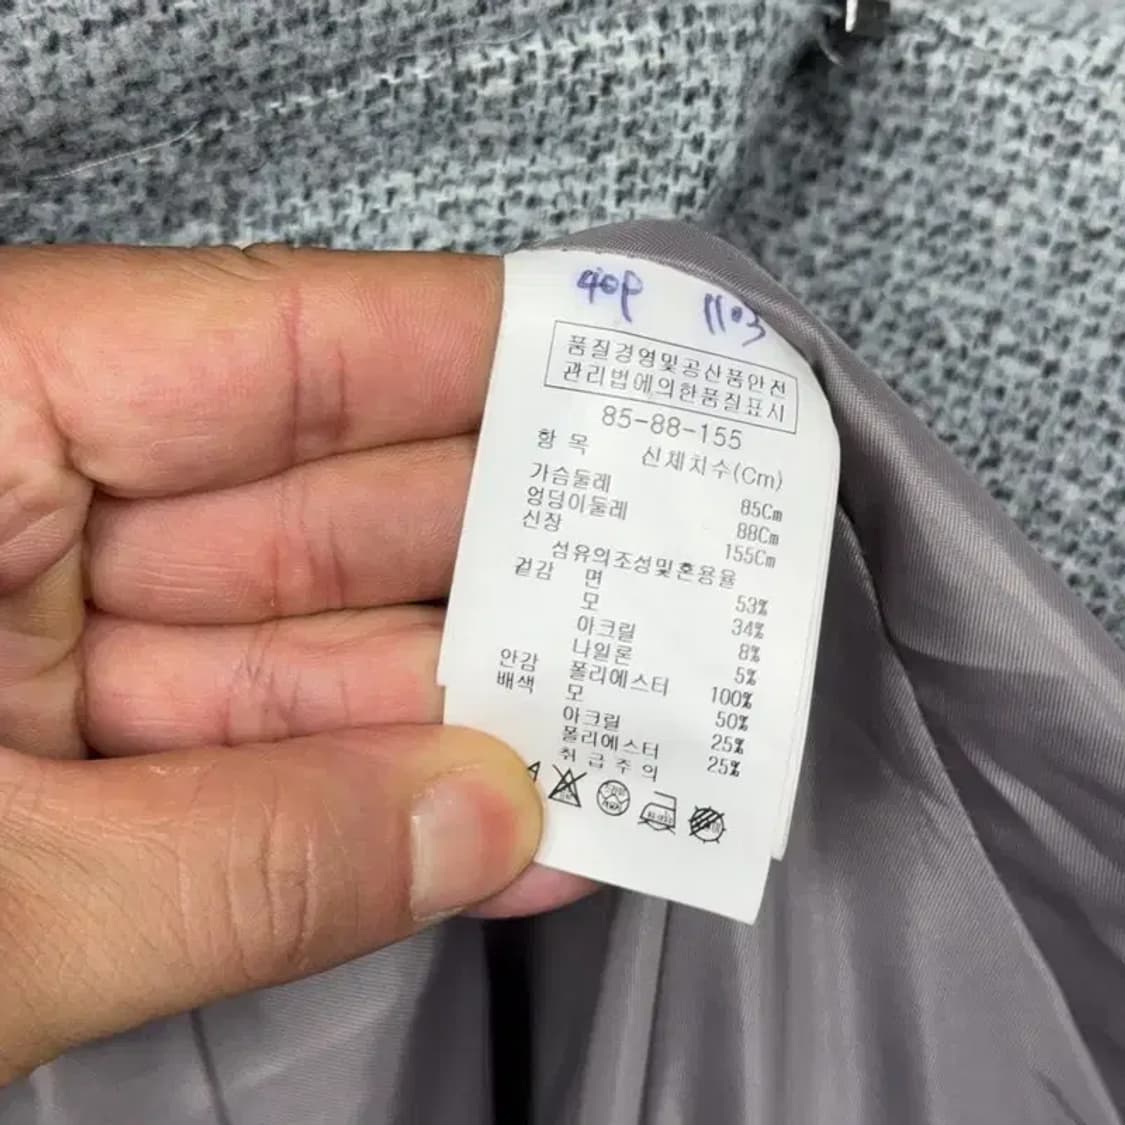 40P 1103
품질경영및공산품안전
관리법에의한품질표시
85-88-155
항 목 신체치수(Cm)
가슴둘레 85Cm
엉덩이둘레 88Cm
신장 155Cm
섬유의조성및혼용율
겉감 면 53%
모 34%
아크릴 8%
나일론 5%
안감 폴리에스터 100%
배색 모 50%
아크릴 25%
폴리에스터 25%
취 급 주 의